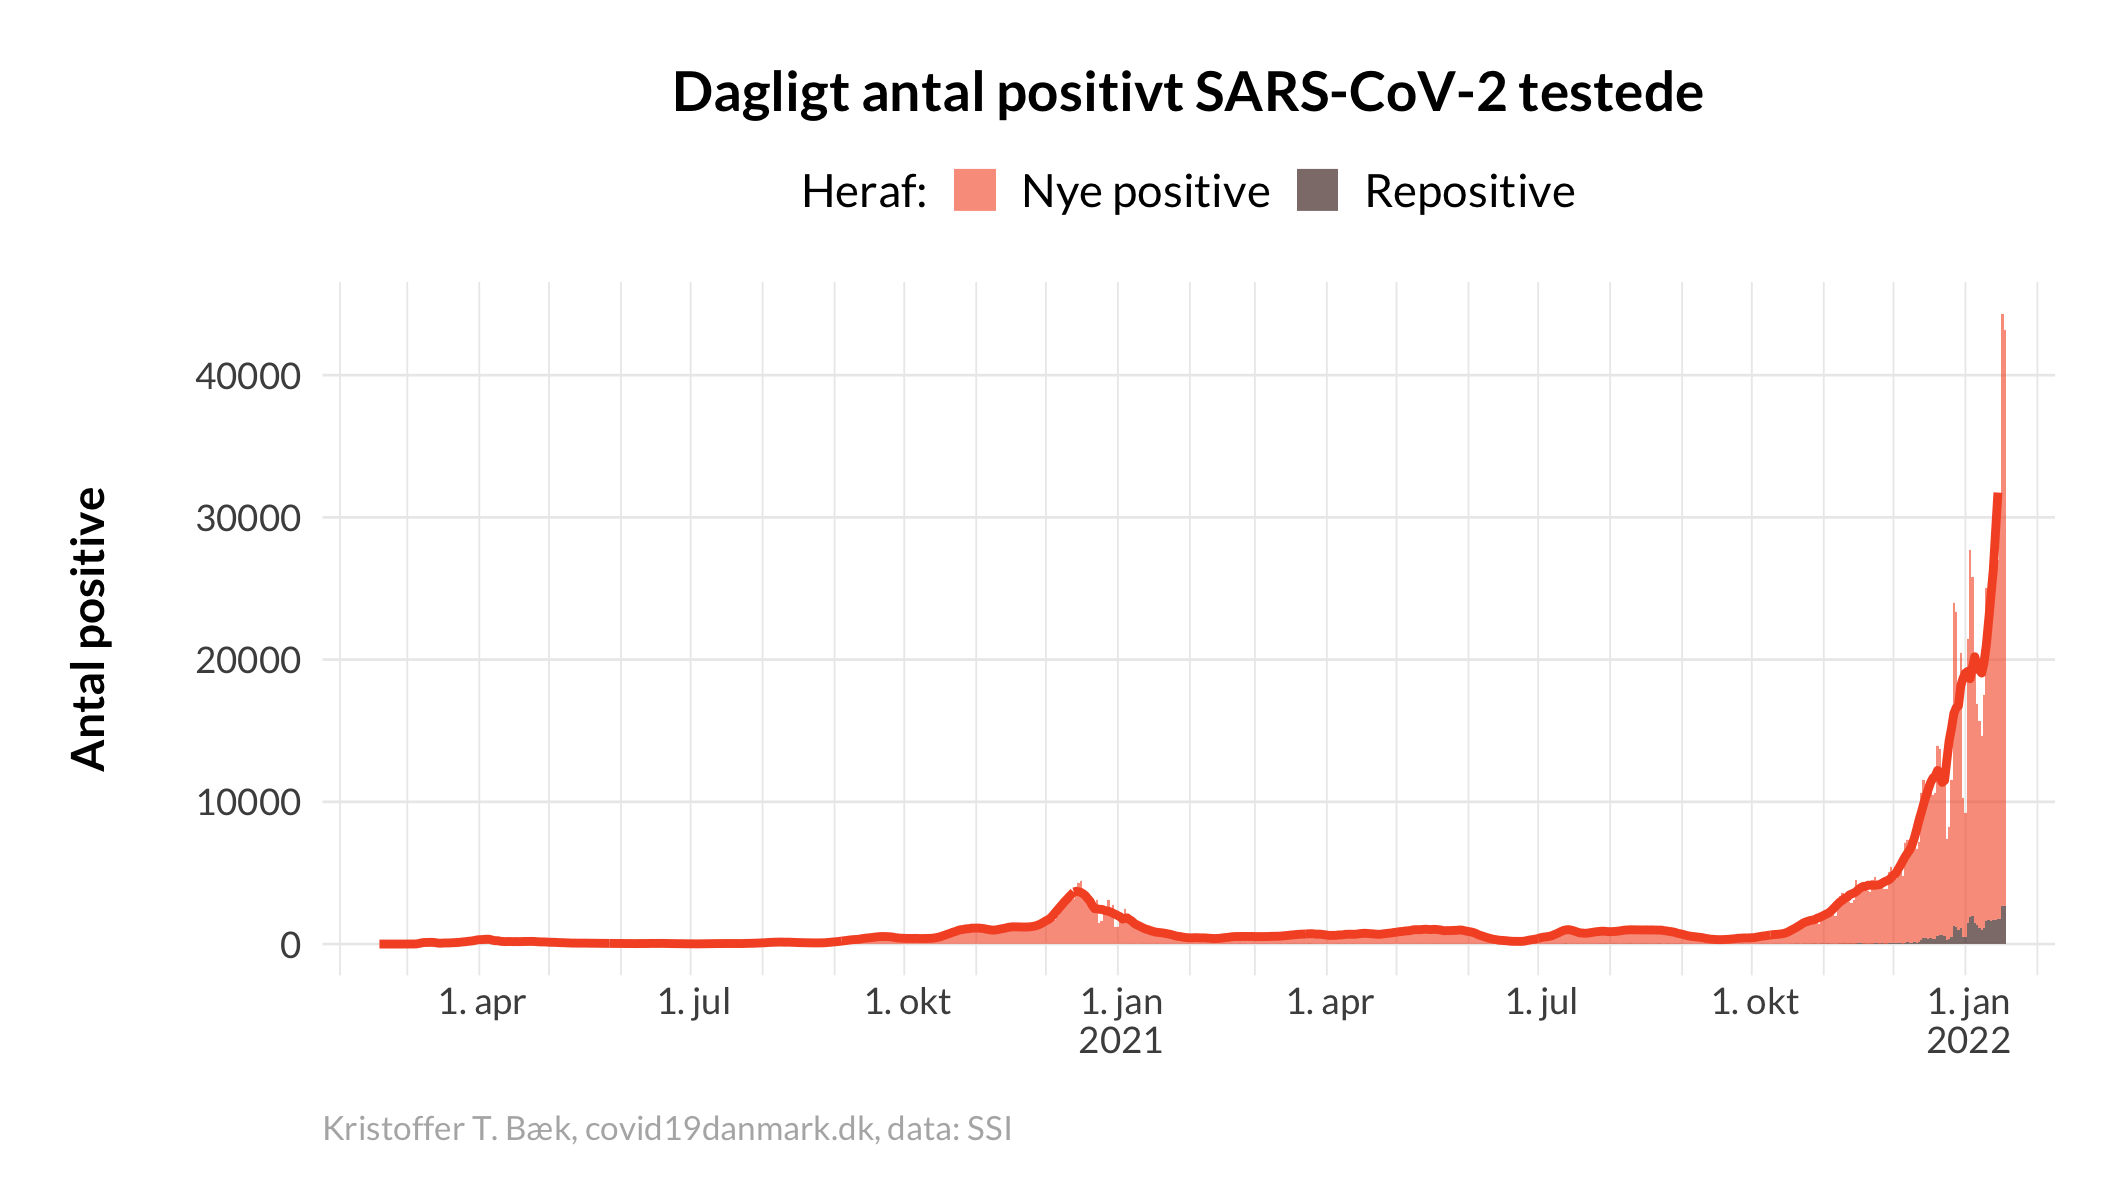 Dagligt antal positivt SARS-CoV-2 testede
Heraf: Nye positive Repositive
Antal positive
40000
30000
20000
10000
0
1. apr 1. jul 1. okt 1. jan 1. apr 1. jul 1. okt 1. jan
2021 2022
Kristoffer T. Bæk, covid19danmark.dk, data: SSI